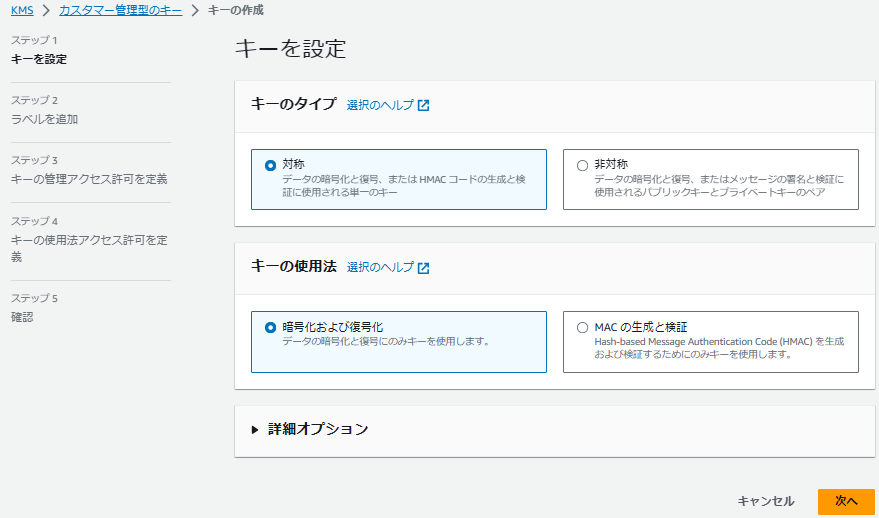 KMS > カスタマー管理型のキー > キーの作成
ステップ 1
キーを設定
ステップ 2
ラベルを追加
ステップ 3
キーの管理アクセス許可を定義
ステップ 4
キーの使用法アクセス許可を定
義
ステップ 5
確認
キーを設定
キーのタイプ 選択のヘルプ
対称
データの暗号化と復号、または HMAC コードの生成と検
証に使用される単一のキー
非対称
データの暗号化と復号、またはメッセージの署名と検証に
使用されるパブリックキーとプライベートキーのペア
キーの使用法 選択のヘルプ
暗号化および復号化
データの暗号化と復号にのみキーを使用します。
MAC の生成と検証
Hash-based Message Authentication Code (HMAC) を生成
および検証するためにのみキーを使用します。
詳細オプション
キャンセル 次へ